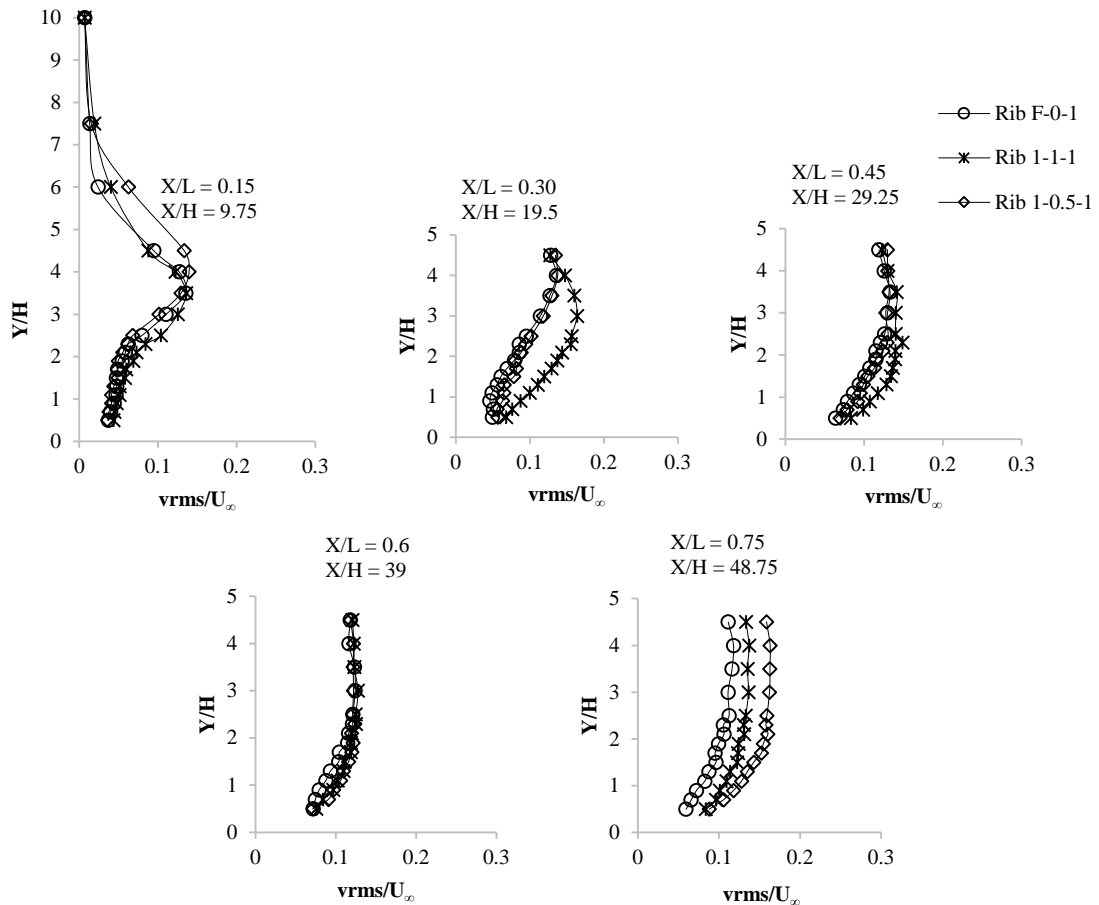 10
9
8
7
6
5
4
3
2
1
0
Y/H
0
0.1
0.2
0.3
vrms/U∞
X/L = 0.15
X/H = 9.75
X/L = 0.30
X/H = 19.5
5
4
3
2
1
0
Y/H
0
0.1
0.2
0.3
vrms/U∞
X/L = 0.45
X/H = 29.25
5
4
3
2
1
0
Y/H
0
0.1
0.2
0.3
vrms/U∞
Rib F-0-1
Rib 1-1-1
Rib 1-0.5-1
X/L = 0.6
X/H = 39
5
4
3
2
1
0
Y/H
0
0.1
0.2
0.3
vrms/U∞
X/L = 0.75
X/H = 48.75
5
4
3
2
1
0
Y/H
0
0.1
0.2
0.3
vrms/U∞